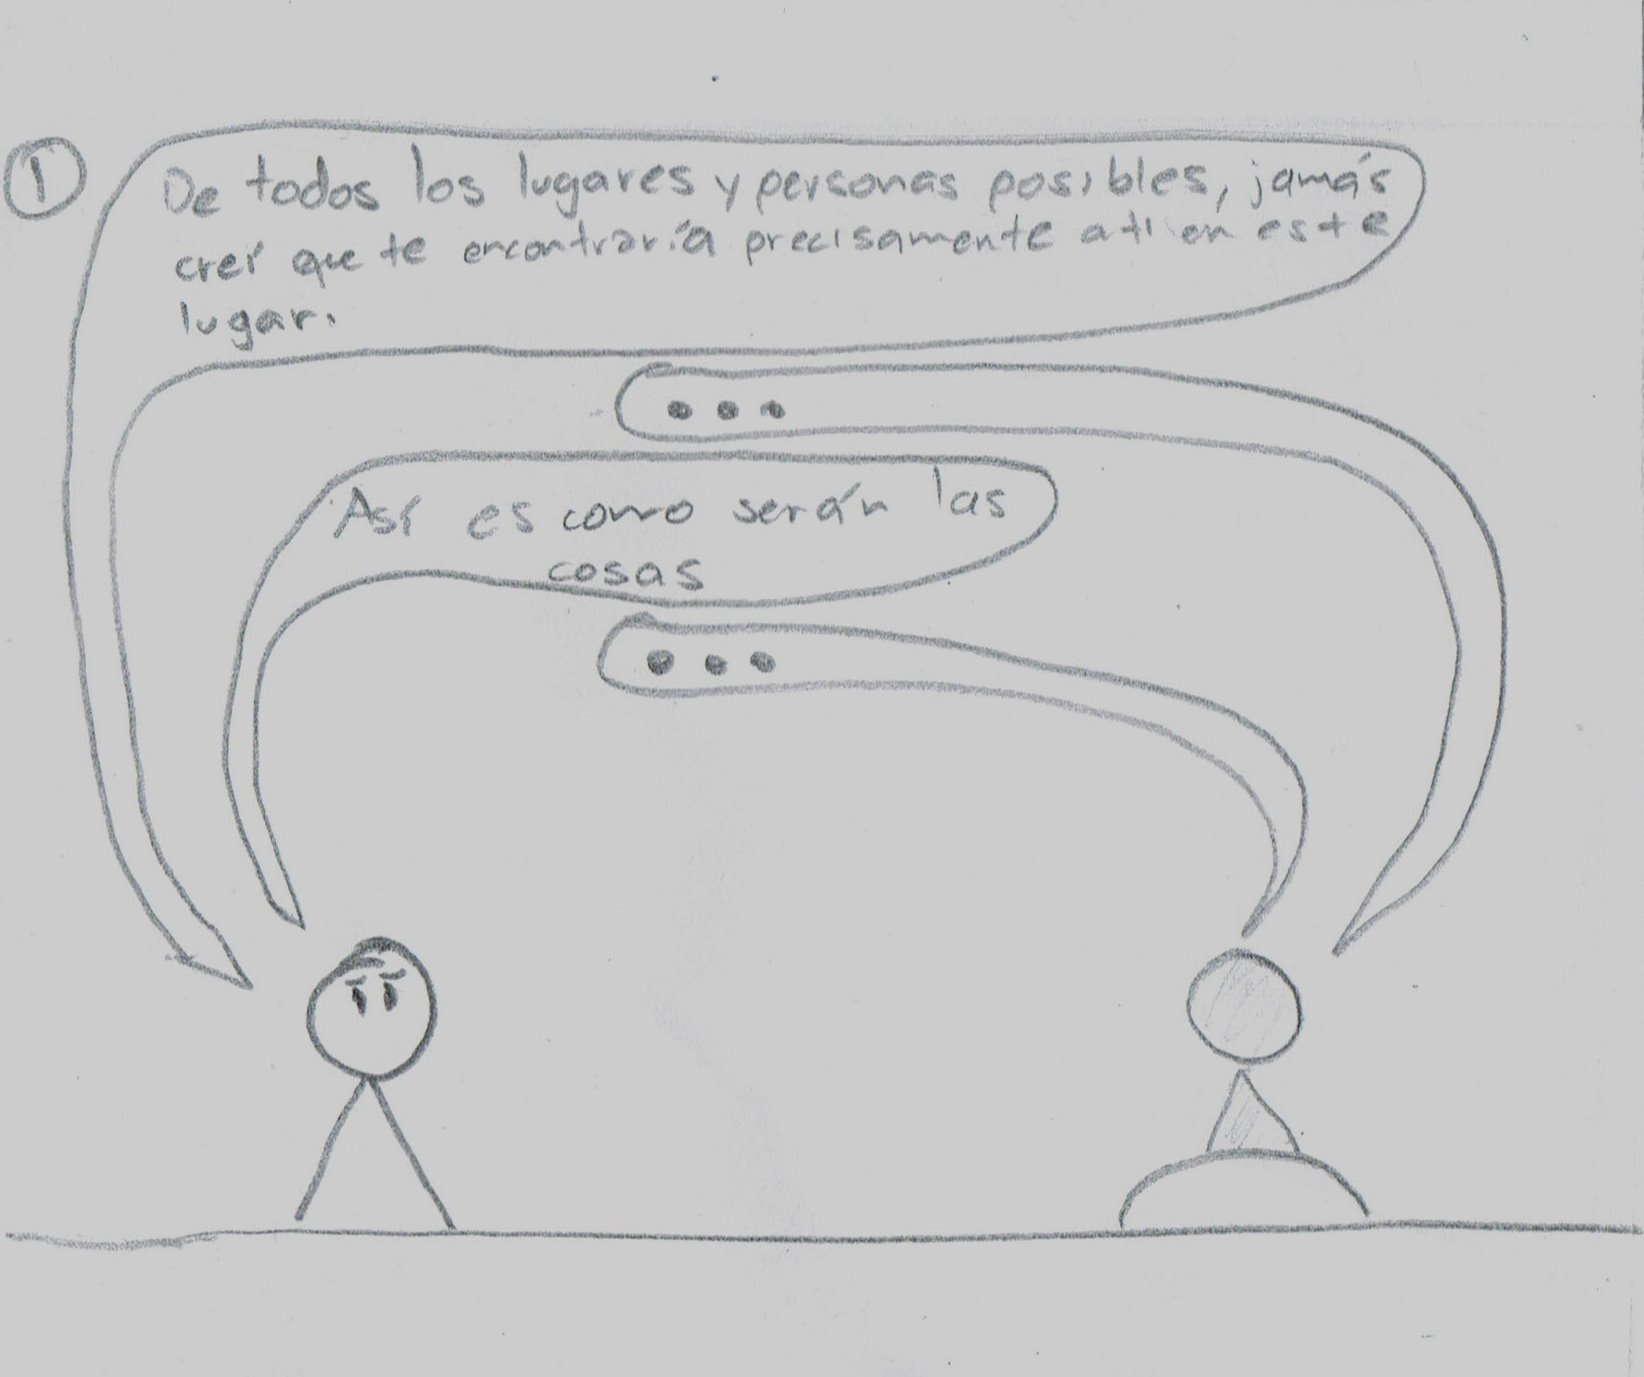 1
De todos los lugares y personas posibles, jamás
creí que te encontraría precisamente a ti en este
lugar.
...
Así es como serán las
cosas
...